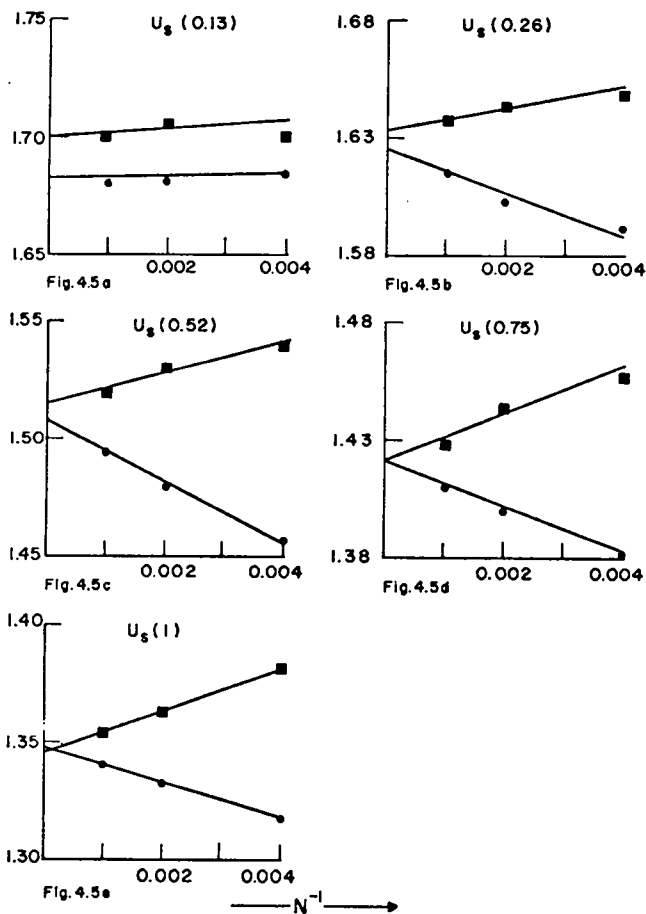 U_s (0.13)
1.75
1.70
1.65
0.002 0.004
Fig. 4.5a
U_s (0.26)
1.68
1.63
1.58
0.002 0.004
Fig. 4.5b
U_s (0.52)
1.55
1.50
1.45
0.002 0.004
Fig. 4.5c
U_s (0.75)
1.48
1.43
1.38
0.002 0.004
Fig. 4.5d
U_s (1)
1.40
1.35
1.30
0.002 0.004
Fig. 4.5e
N⁻¹